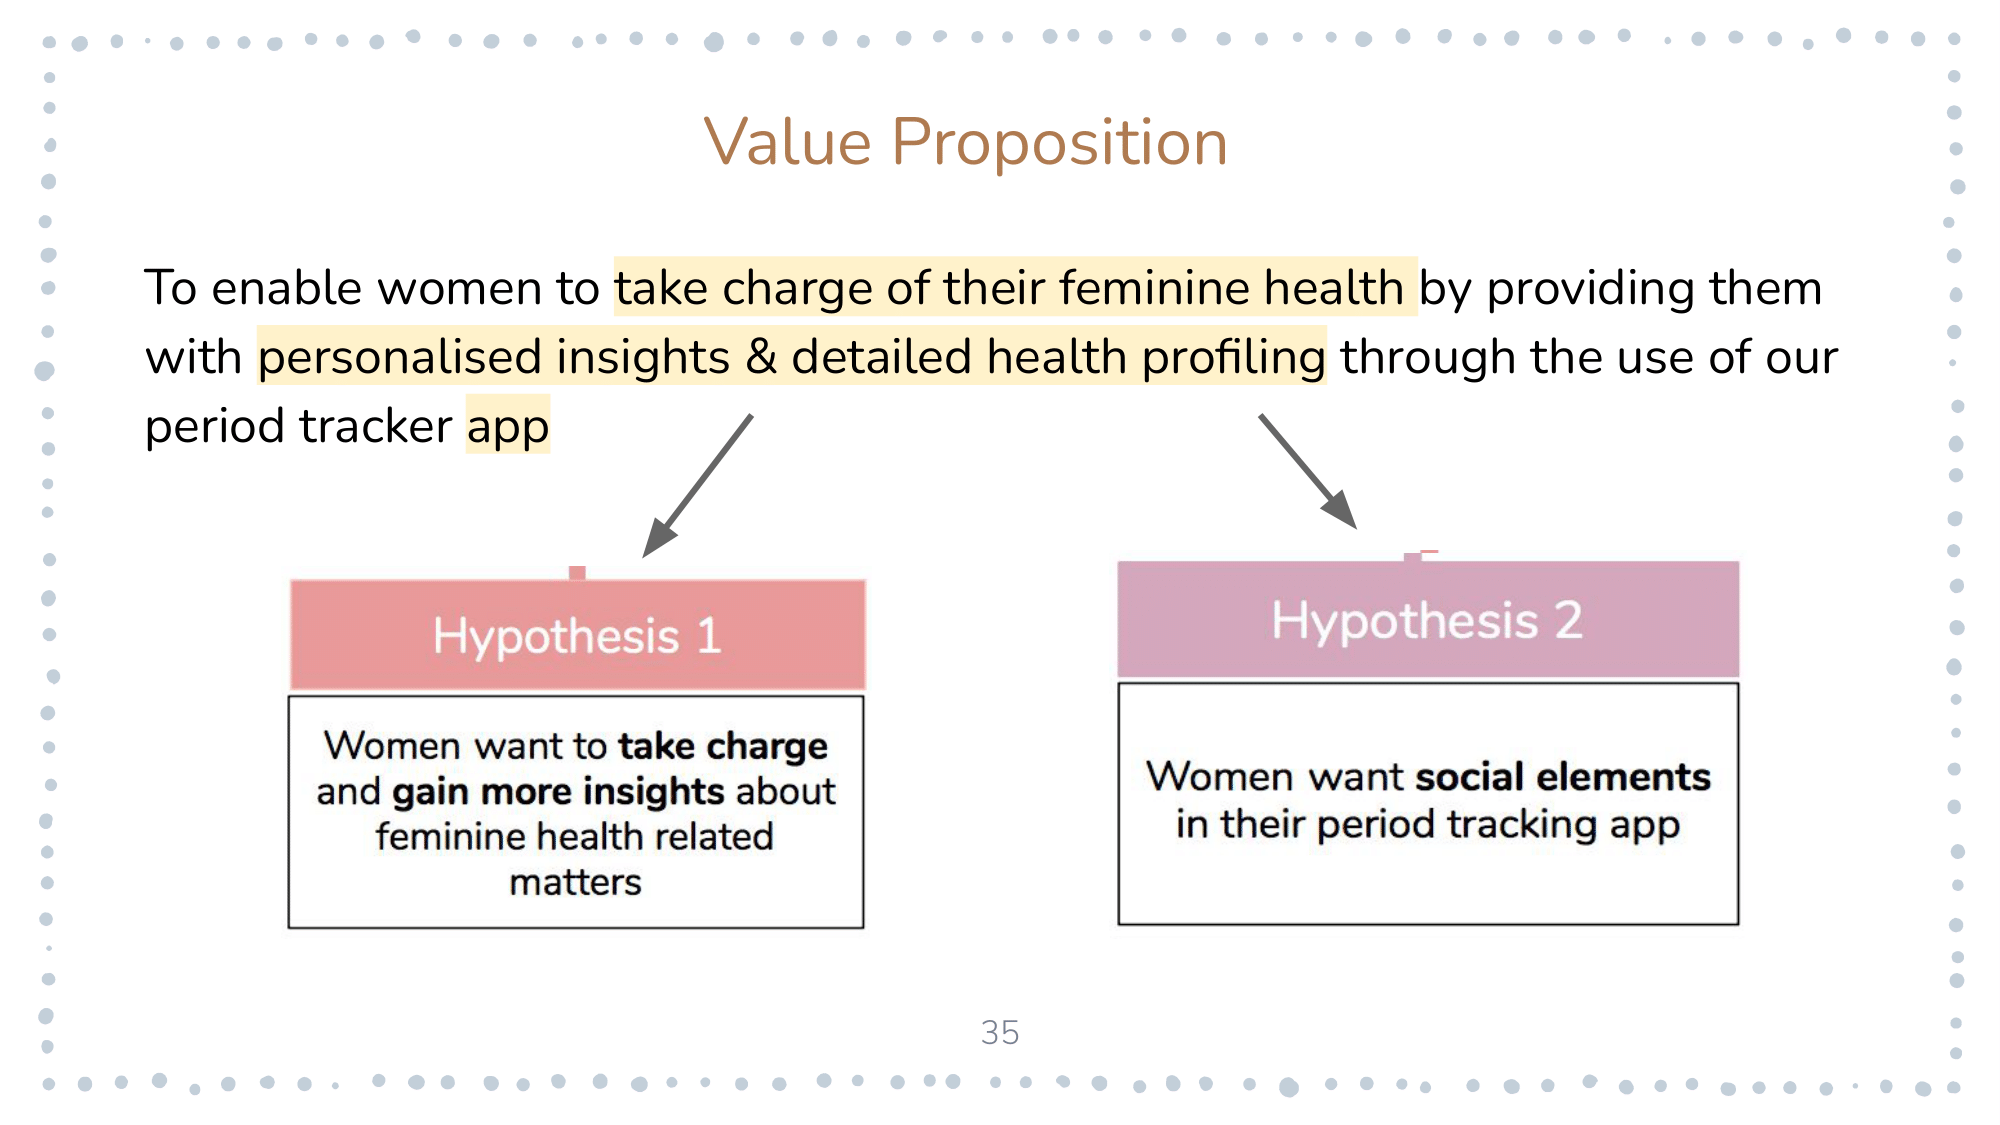 Value Proposition
To enable women to take charge of their feminine health by providing them
with personalised insights & detailed health profiling through the use of our
period tracker app
Hypothesis 1
Women want to take charge
and gain more insights about
feminine health related
matters
Hypothesis 2
Women want social elements
in their period tracking app
35